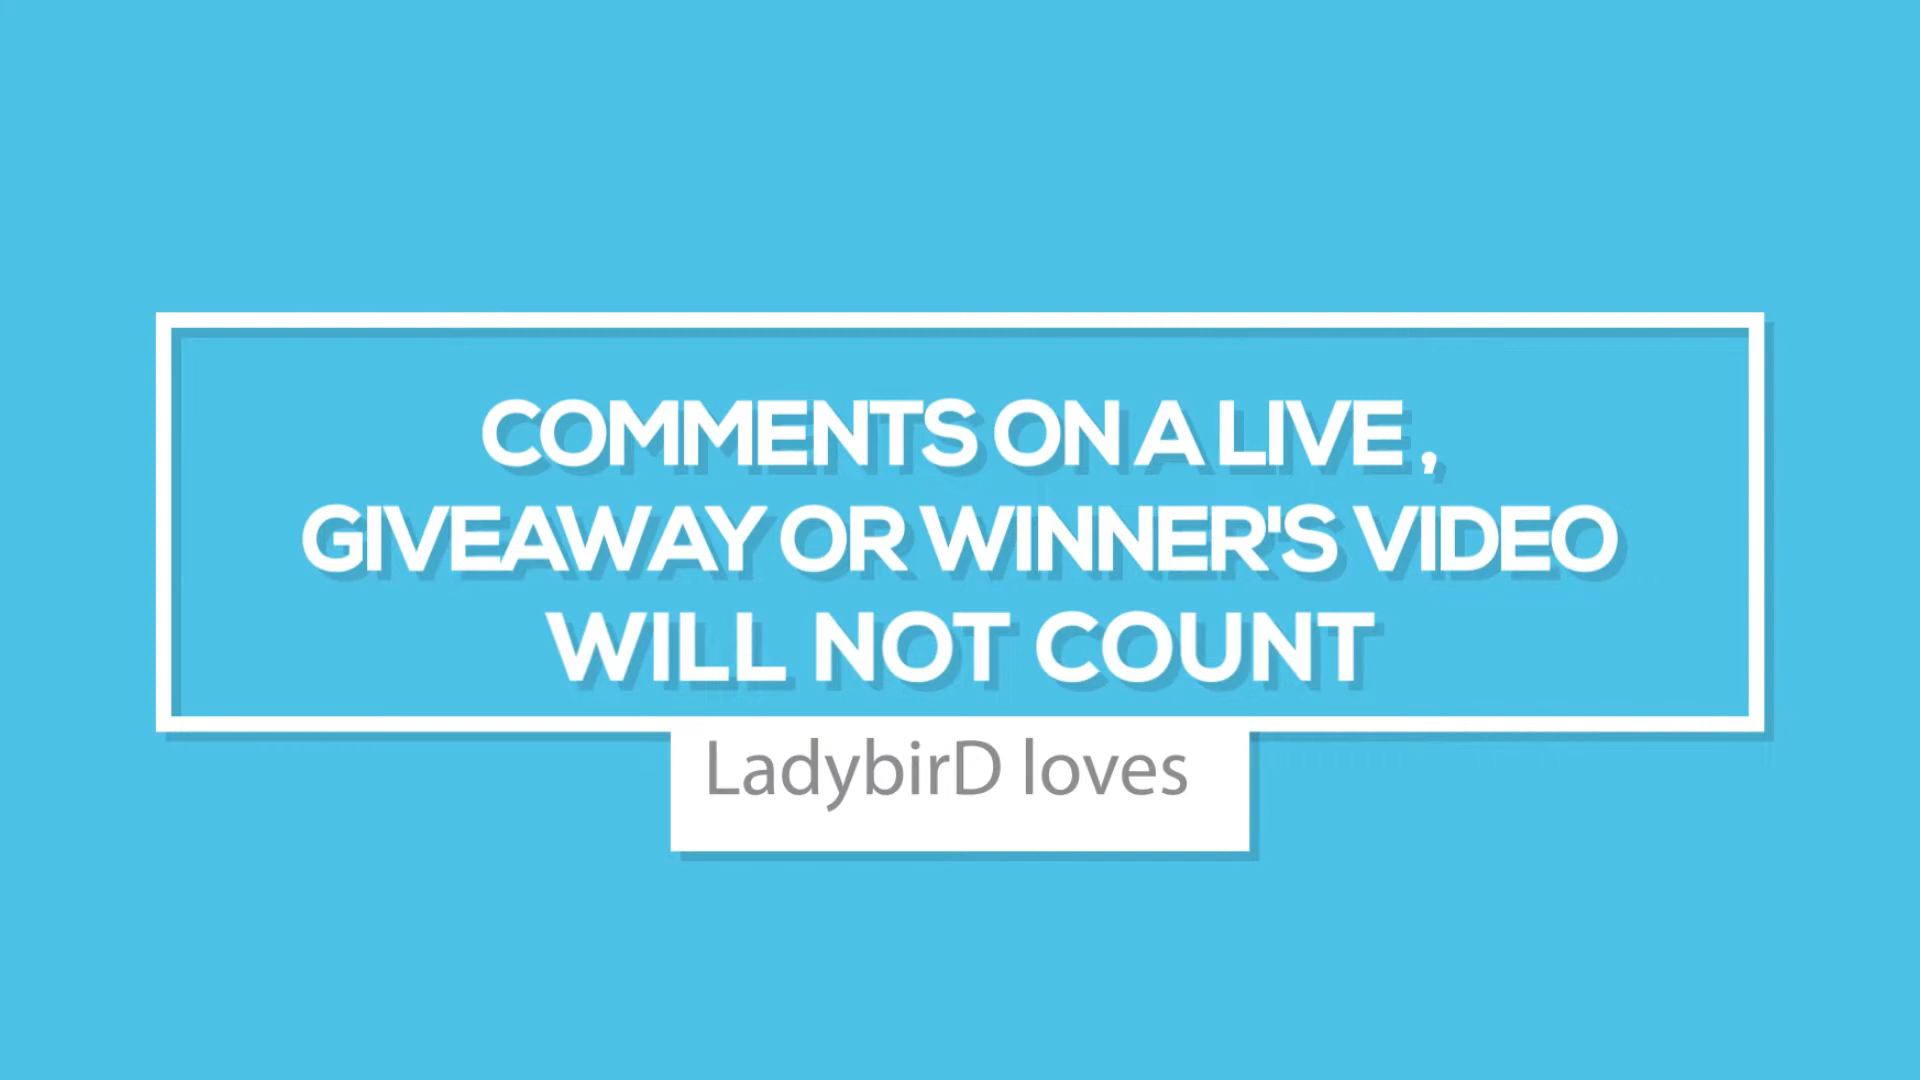 COMMENTS ON A LIVE ,
GIVEAWAY OR WINNER'S VIDEO
WILL NOT COUNT
LadybirD loves